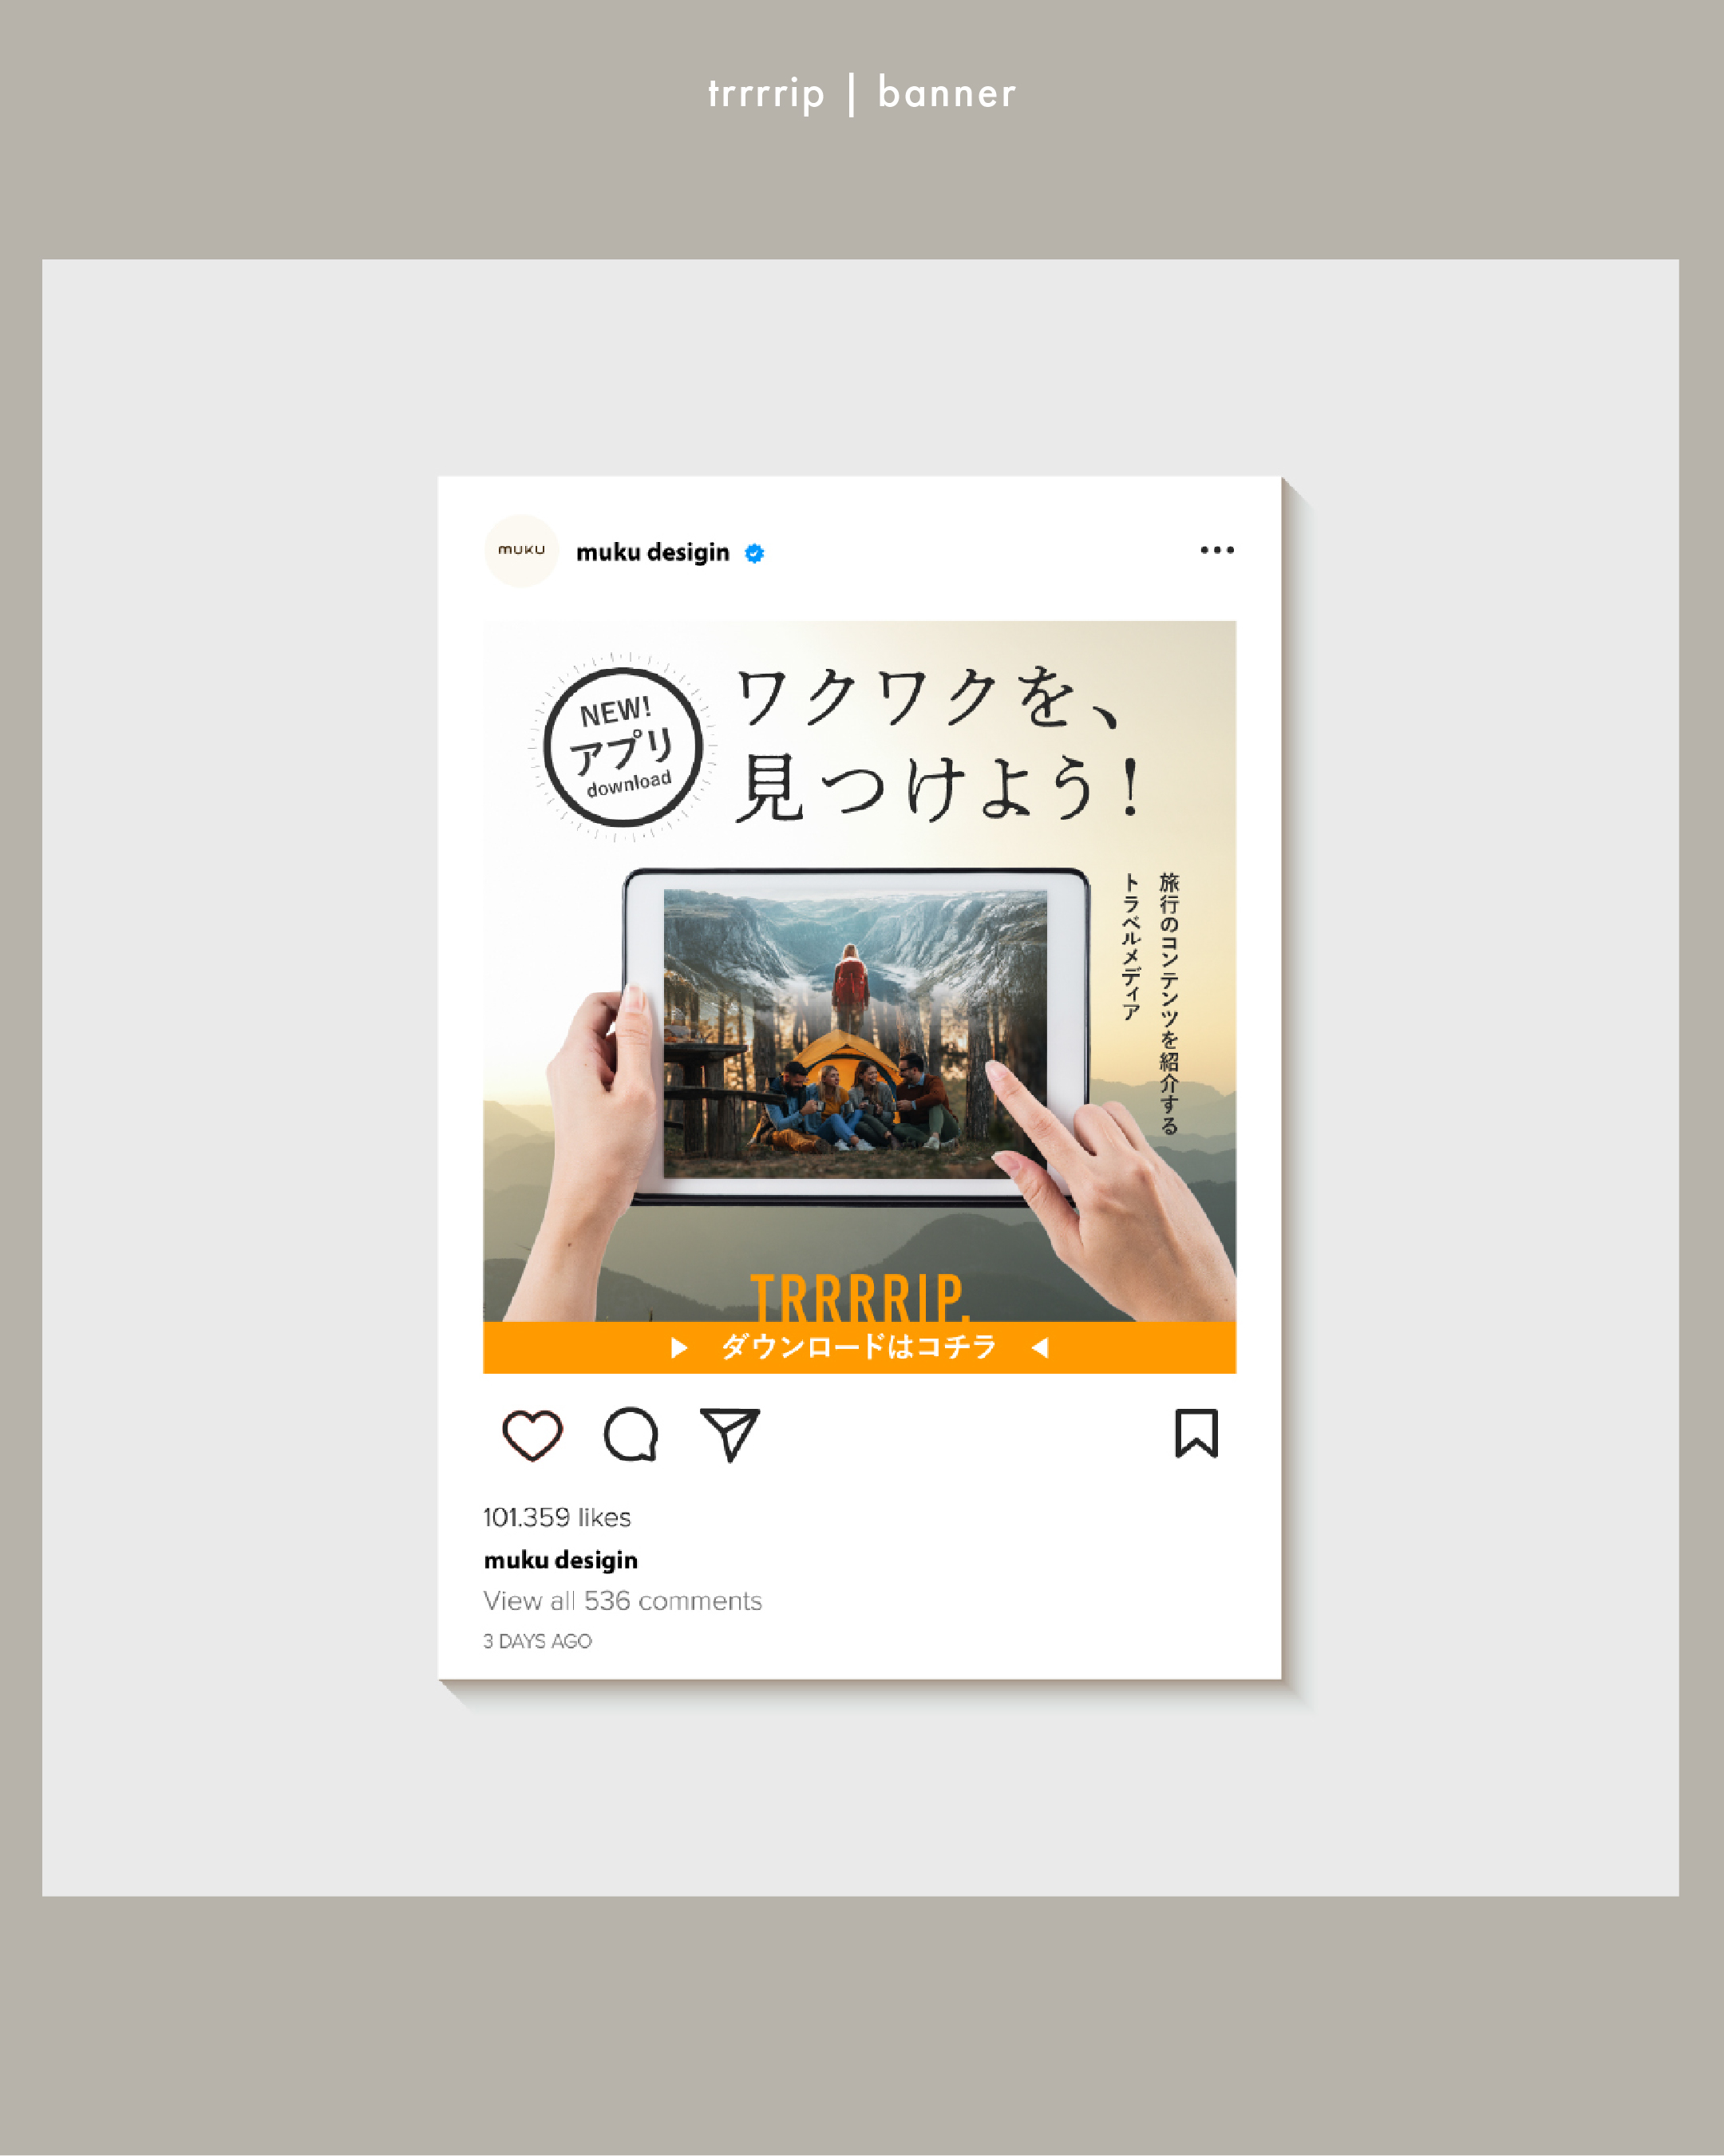 trrrrip | banner
muku
muku desigin
NEW!
アプリ
download
ワクワクを、
見つけよう！
旅行のコンテンツを紹介する
トラベルメディア
TRRRRIP.
ダウンロードはコチラ
101.359 likes
muku desigin
View all 536 comments
3 DAYS AGO